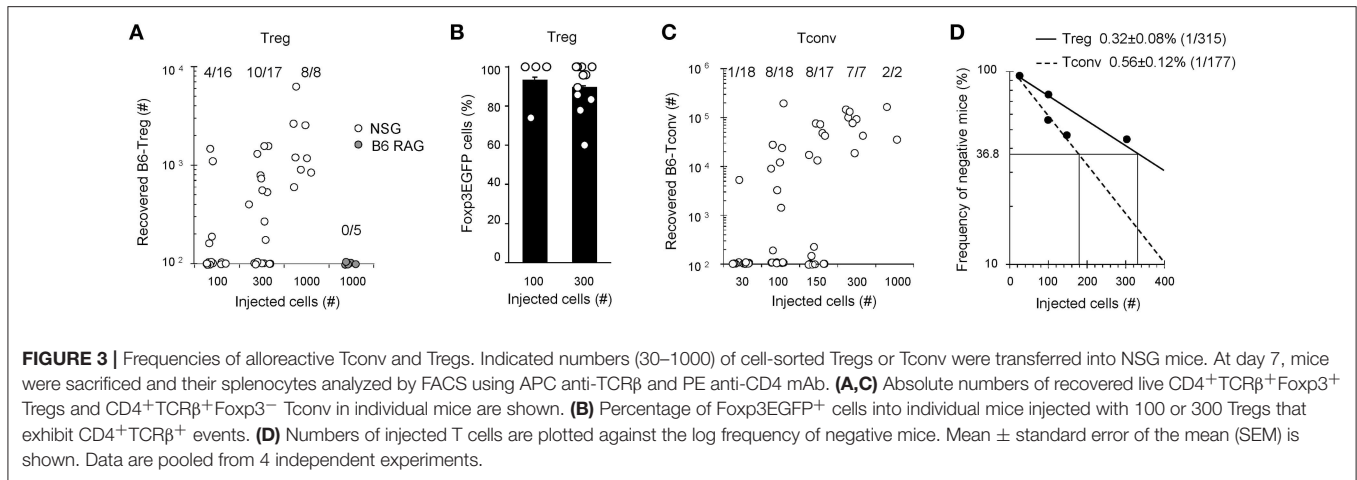 A
Treg
4/16 10/17 8/8
0/5
10⁴
10³
10²
Recovered B6-Treg (#)
100 300 1000 1000
Injected cells (#)
NSG
B6 RAG
B
Treg
100
80
60
40
20
0
Foxp3EGFP cells (%)
100 300
Injected cells (#)
C
Tconv
1/18 8/18 8/17 7/7 2/2
10⁶
10⁵
10⁴
10³
10²
Recovered B6-Tconv (#)
30 100 150 300 1000
Injected cells (#)
D
Treg 0.32±0.08% (1/315)
Tconv 0.56±0.12% (1/177)
100
36.8
10
Frequency of negative mice (%)
0 100 200 300 400
Injected cells (#)
FIGURE 3 | Frequencies of alloreactive Tconv and Tregs. Indicated numbers (30–1000) of cell-sorted Tregs or Tconv were transferred into NSG mice. At day 7, mice
were sacrificed and their splenocytes analyzed by FACS using APC anti-TCRβ and PE anti-CD4 mAb. (A,C) Absolute numbers of recovered live CD4⁺TCRβ⁺Foxp3⁺
Tregs and CD4⁺TCRβ⁺Foxp3⁻ Tconv in individual mice are shown. (B) Percentage of Foxp3EGFP⁺ cells into individual mice injected with 100 or 300 Tregs that
exhibit CD4⁺TCRβ⁺ events. (D) Numbers of injected T cells are plotted against the log frequency of negative mice. Mean ± standard error of the mean (SEM) is
shown. Data are pooled from 4 independent experiments.